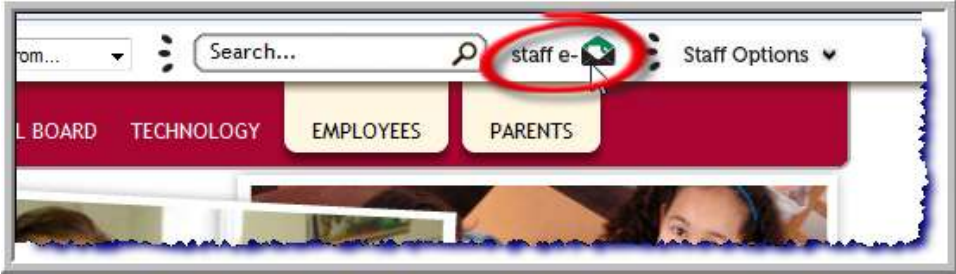 rom... Search... staff e- Staff Options
L BOARD TECHNOLOGY EMPLOYEES PARENTS